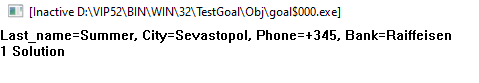 [Inactive D:\VIP52\BIN\WIN\32\TestGoal\Obj\goal$000.exe]
Last_name=Summer, City=Sevastopol, Phone=+345, Bank=Raiffeisen
1 Solution